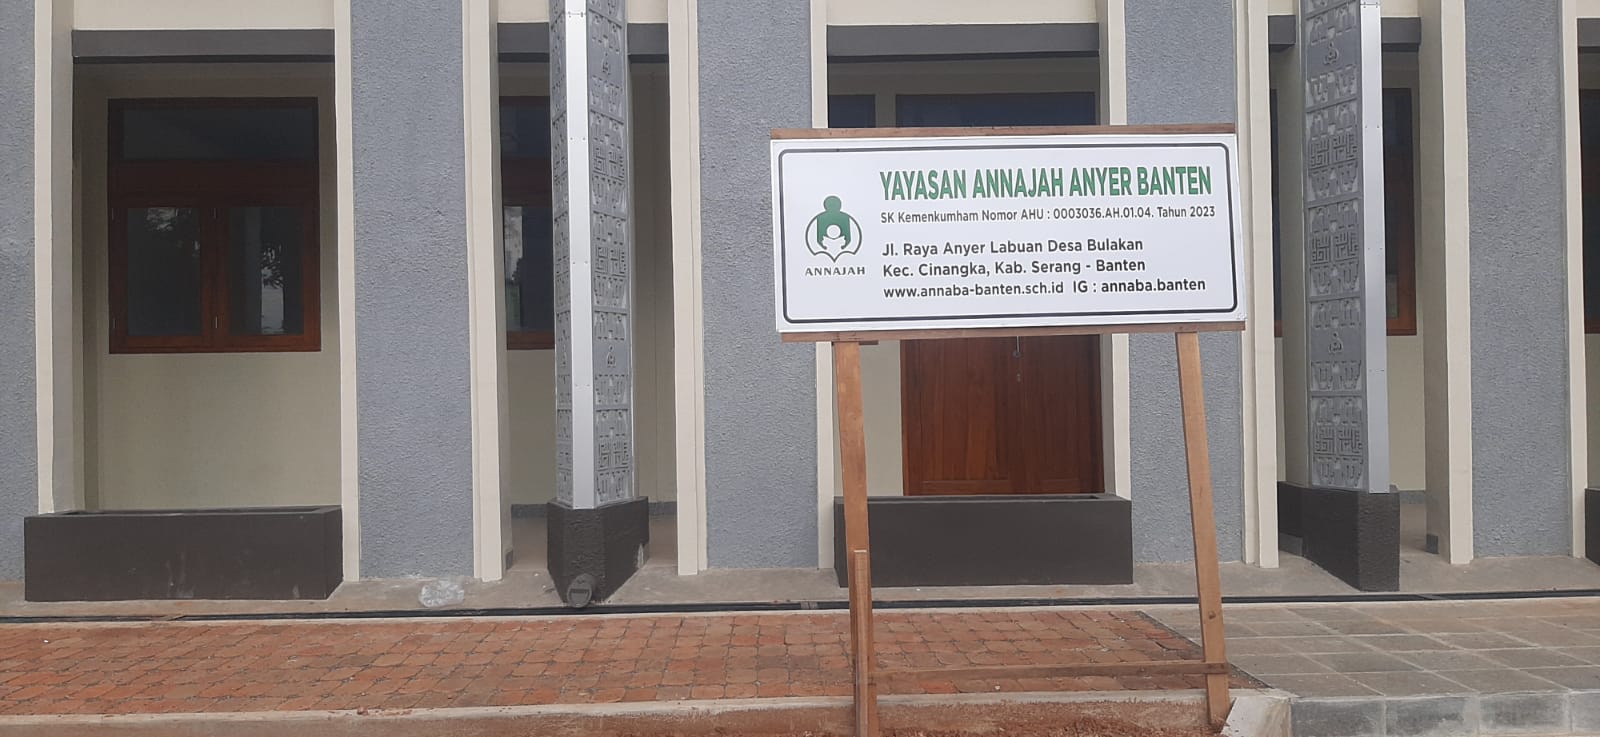 YAYASAN ANNAJAH ANYER BANTEN
SK Kemenkumham Nomor AHU : 0003036.AH.01.04. Tahun 2023
Jl. Raya Anyer Labuan Desa Bulakan
Kec. Cinangka, Kab. Serang - Banten
www.annaba-banten.sch.id IG : annaba.banten
ANNAJAH